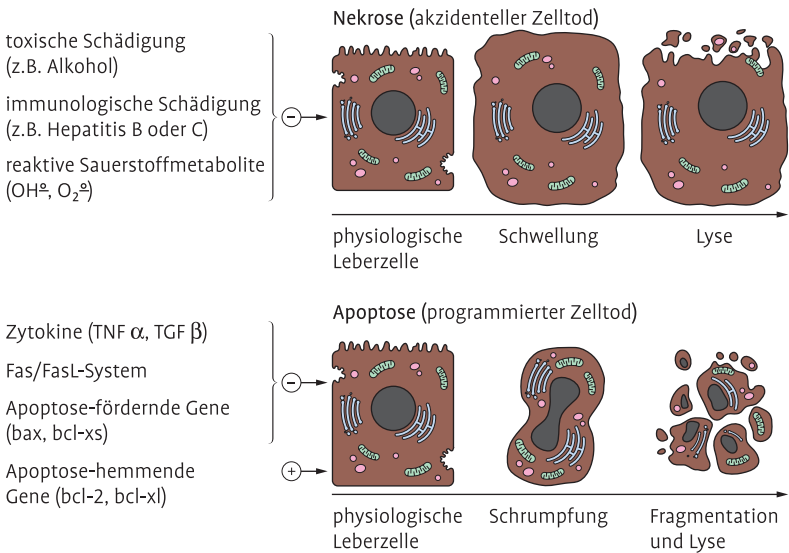 Nekrose (akzidenteller Zelltod)
toxische Schädigung
(z.B. Alkohol)
immunologische Schädigung
(z.B. Hepatitis B oder C)
reaktive Sauerstoffmetabolite
(OHº, O₂º)
−
physiologische
Leberzelle
Schwellung
Lyse
Apoptose (programmierter Zelltod)
Zytokine (TNF α, TGF β)
Fas/FasL-System
Apoptose-fördernde Gene
(bax, bcl-xs)
−
Apoptose-hemmende
Gene (bcl-2, bcl-xl)
+
physiologische
Leberzelle
Schrumpfung
Fragmentation
und Lyse